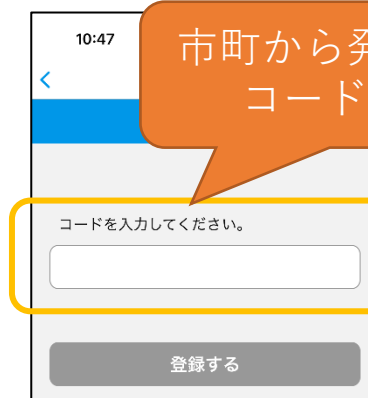 10:47
市町から発
コード
コードを入力してください。
登録する